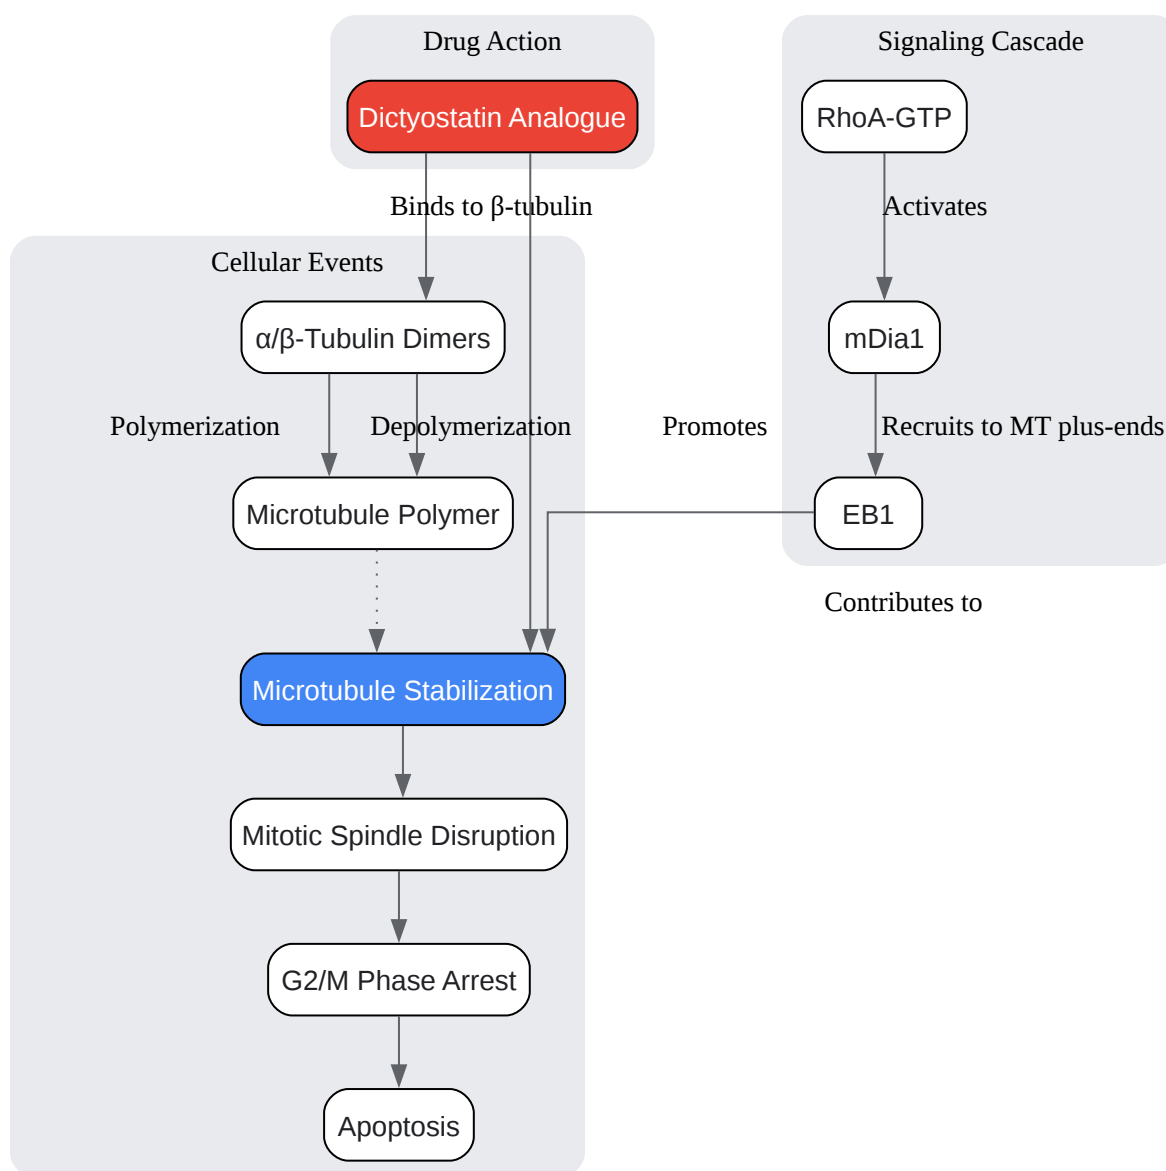 Drug Action
Signaling Cascade
Dictyostatin Analogue
RhoA-GTP
Binds to β-tubulin
Activates
Cellular Events
α/β-Tubulin Dimers
mDia1
Polymerization
Depolymerization
Promotes
Recruits to MT plus-ends
Microtubule Polymer
EB1
Contributes to
Microtubule Stabilization
Mitotic Spindle Disruption
G2/M Phase Arrest
Apoptosis